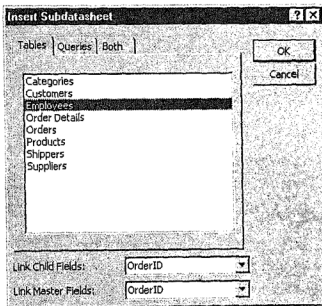 Insert Subdatasheet
Tables Queries Both
OK
Cancel
Categories
Customers
Employees
Order Details
Orders
Products
Shippers
Suppliers
Link Child Fields: OrderID
Link Master Fields: OrderID